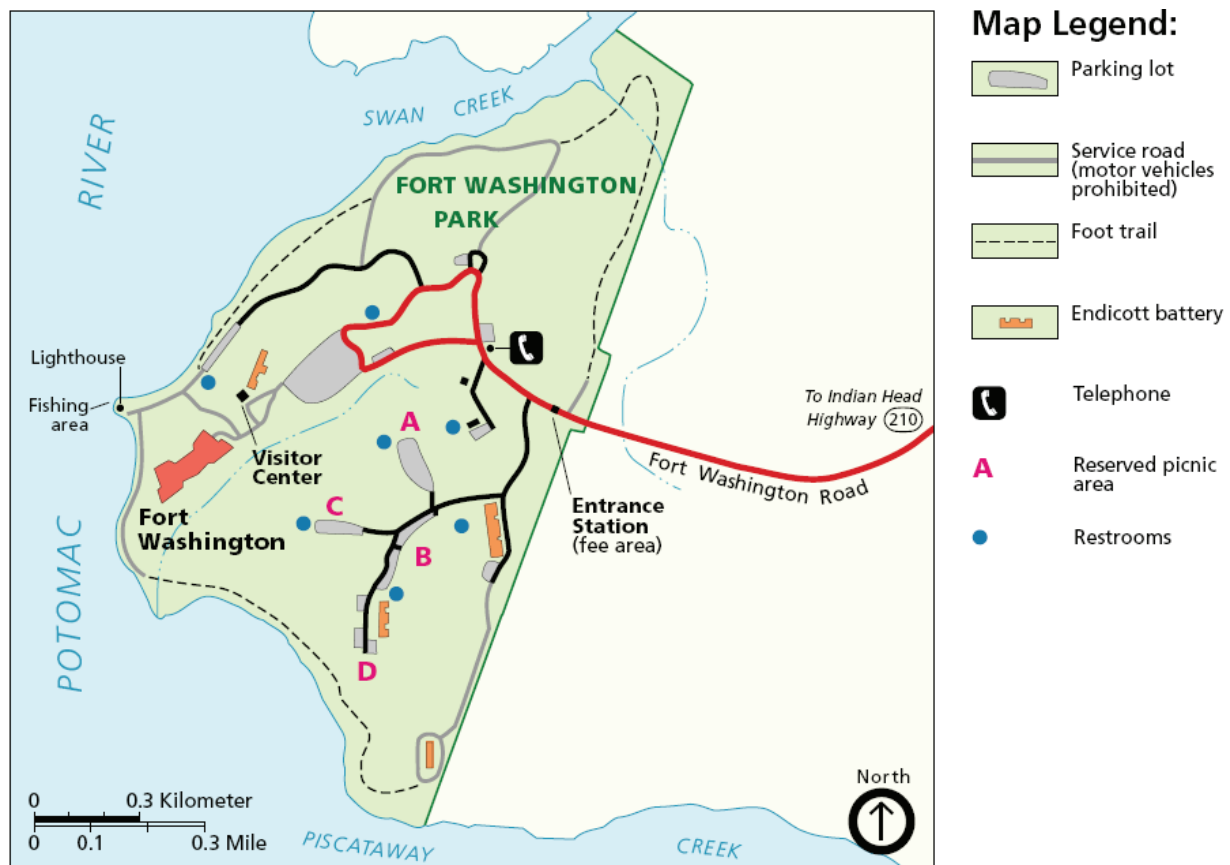 SWAN CREEK
RIVER
FORT WASHINGTON
PARK
Lighthouse
Fishing
area
A
Visitor
Center
To Indian Head
Highway 210
Fort Washington Road
Entrance
Station
(fee area)
C
Fort
Washington
B
POTOMAC
D
North
0 0.3 Kilometer
0 0.1 0.3 Mile
PISCATAWAY CREEK
Map Legend:
Parking lot
Service road
(motor vehicles
prohibited)
Foot trail
Endicott battery
Telephone
A Reserved picnic
area
Restrooms